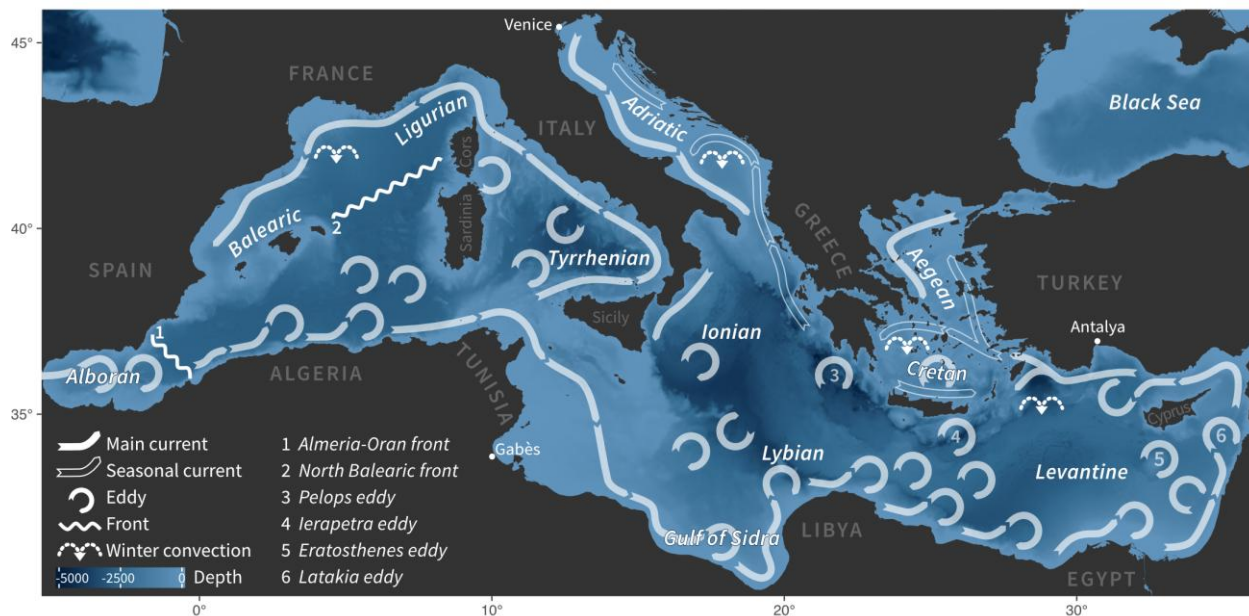 45°
40°
35°
0°
10°
20°
30°
Venice
FRANCE
Ligurian
ITALY
Adriatic
Black Sea
Cors
Balearic
2
Sardinia
SPAIN
Tyrrhenian
GREECE
Aegean
TURKEY
Sicily
Ionian
Antalya
1
Alboran
ALGERIA
TUNISIA
3
Cretan
Cyprus
Gabès
Lybian
4
Levantine
5
6
Gulf of Sidra
LIBYA
EGYPT
Main current
Seasonal current
Eddy
Front
Winter convection
-5000 -2500 0 Depth
1 Almeria-Oran front
2 North Balearic front
3 Pelops eddy
4 Ierapetra eddy
5 Eratosthenes eddy
6 Latakia eddy